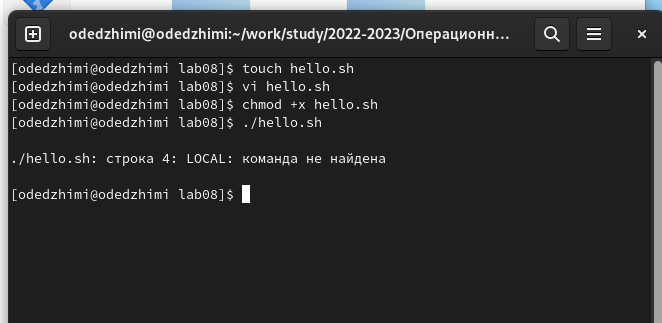 odedzhimi@odedzhimi:~/work/study/2022-2023/Операционн...
[odedzhimi@odedzhimi lab08]$ touch hello.sh
[odedzhimi@odedzhimi lab08]$ vi hello.sh
[odedzhimi@odedzhimi lab08]$ chmod +x hello.sh
[odedzhimi@odedzhimi lab08]$ ./hello.sh
./hello.sh: строка 4: LOCAL: команда не найдена
[odedzhimi@odedzhimi lab08]$